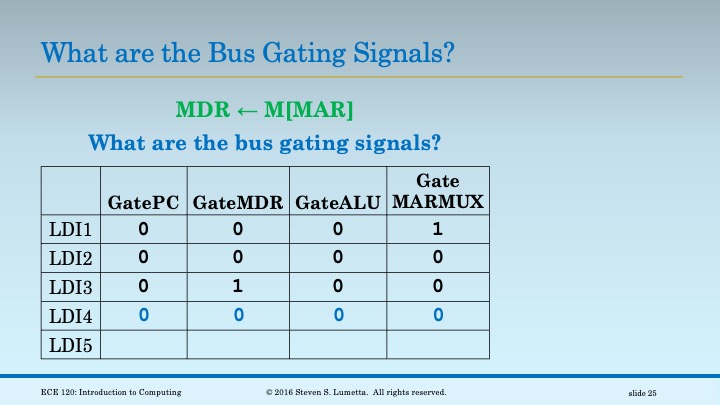 What are the Bus Gating Signals?
MDR ← M[MAR]
What are the bus gating signals?
GatePC GateMDR GateALU Gate MARMUX
LDI1 0 0 0 1
LDI2 0 0 0 0
LDI3 0 1 0 0
LDI4 0 0 0 0
LDI5
ECE 120: Introduction to Computing © 2016 Steven S. Lumetta. All rights reserved. slide 25